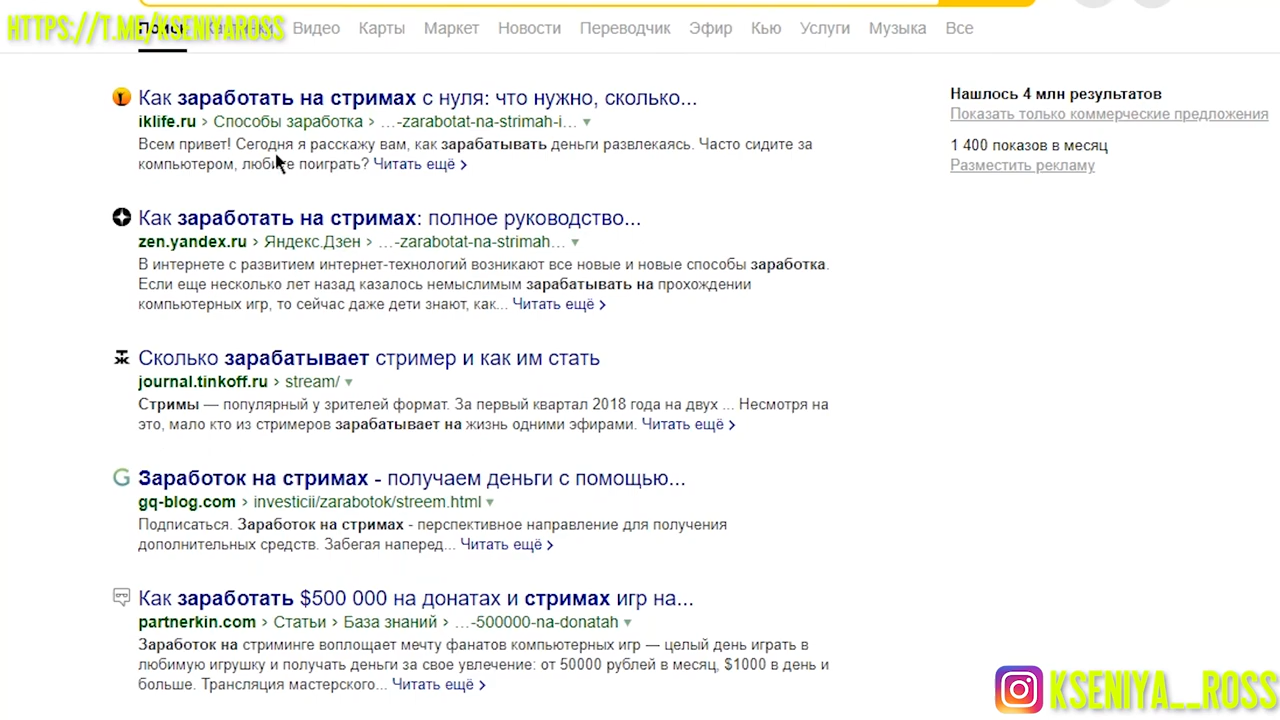 HTTPS://T.ME/KSENIYAROSS
Поиск Картинки Видео Карты Маркет Новости Переводчик Эфир Кью Услуги Музыка Все
Как заработать на стримах с нуля: что нужно, сколько...
iklife.ru › Способы заработка › ...-zarabotat-na-strimah-i...
Всем привет! Сегодня я расскажу вам, как зарабатывать деньги развлекаясь. Часто сидите за
компьютером, любите поиграть? Читать ещё ›
Нашлось 4 млн результатов
Показать только коммерческие предложения
1 400 показов в месяц
Разместить рекламу
Как заработать на стримах: полное руководство...
zen.yandex.ru › Яндекс.Дзен › ...-zarabotat-na-strimah...
В интернете с развитием интернет-технологий возникают все новые и новые способы заработка.
Если еще несколько лет назад казалось немыслимым зарабатывать на прохождении
компьютерных игр, то сейчас даже дети знают, как... Читать ещё ›
Сколько зарабатывает стример и как им стать
journal.tinkoff.ru › stream/
Стримы — популярный у зрителей формат. За первый квартал 2018 года на двух ... Несмотря на
это, мало кто из стримеров зарабатывает на жизнь одними эфирами. Читать ещё ›
Заработок на стримах - получаем деньги с помощью...
gq-blog.com › investicii/zarabotok/streem.html
Подписаться. Заработок на стримах - перспективное направление для получения
дополнительных средств. Забегая наперед... Читать ещё ›
Как заработать $500 000 на донатах и стримах игр на...
partnerkin.com › Статьи › База знаний › ...-500000-na-donatah
Заработок на стриминге воплощает мечту фанатов компьютерных игр — целый день играть в
любимую игрушку и получать деньги за свое увлечение: от 50000 рублей в месяц, $1000 в день и
больше. Трансляция мастерского... Читать ещё ›
KSENIYA__ROSS